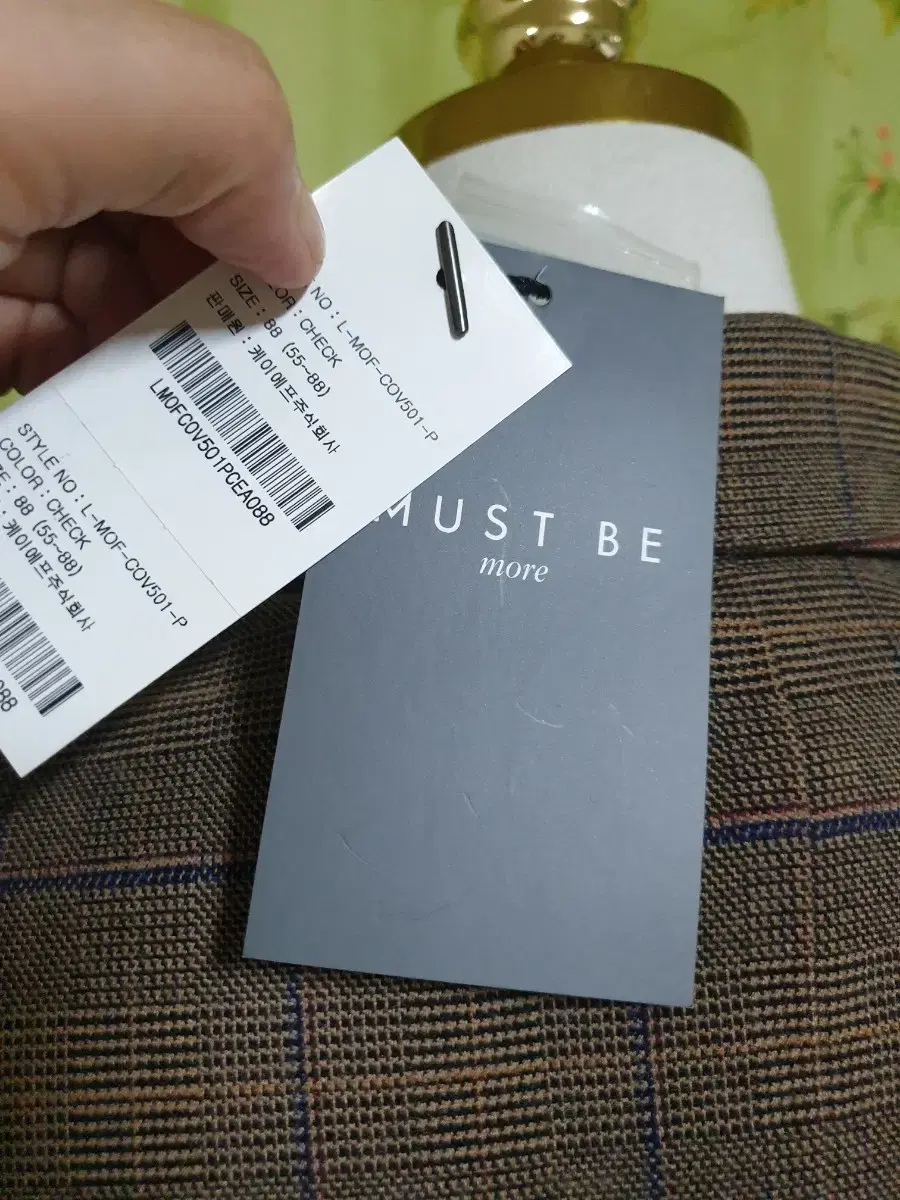 NO : L-MOF-COV501-P
COLOR : CHECK
SIZE : 88 (55-88)
판매원 : 케이에프주식회사
LMOFCOV501PCEA088
STYLE NO : L-MOF-COV501-P
COLOR : CHECK
: 88 (55-88)
: 케이에프주식회사
088
MUST BE
more